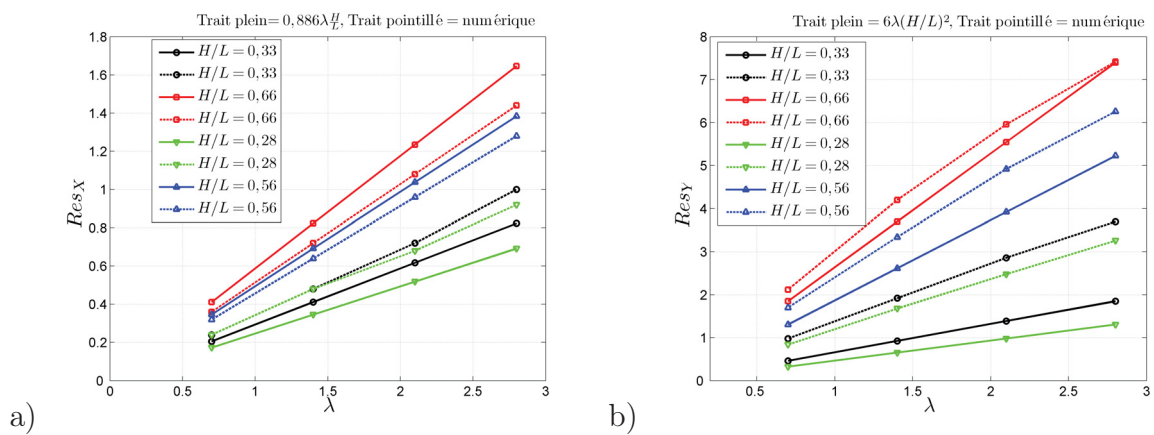 Trait plein= 0, 886λ H/L, Trait pointillé = numérique
1.8
1.6
1.4
1.2
1
0.8
0.6
0.4
0.2
0
Res_X
H/L = 0, 33
H/L = 0, 33
H/L = 0, 66
H/L = 0, 66
H/L = 0, 28
H/L = 0, 28
H/L = 0, 56
H/L = 0, 56
0 0.5 1 1.5 2 2.5 3
λ
a)
Trait plein = 6λ(H/L)², Trait pointillé = numérique
8
7
6
5
4
3
2
1
0
Res_Y
H/L = 0, 33
H/L = 0, 33
H/L = 0, 66
H/L = 0, 66
H/L = 0, 28
H/L = 0, 28
H/L = 0, 56
H/L = 0, 56
0.5 1 1.5 2 2.5 3
λ
b)